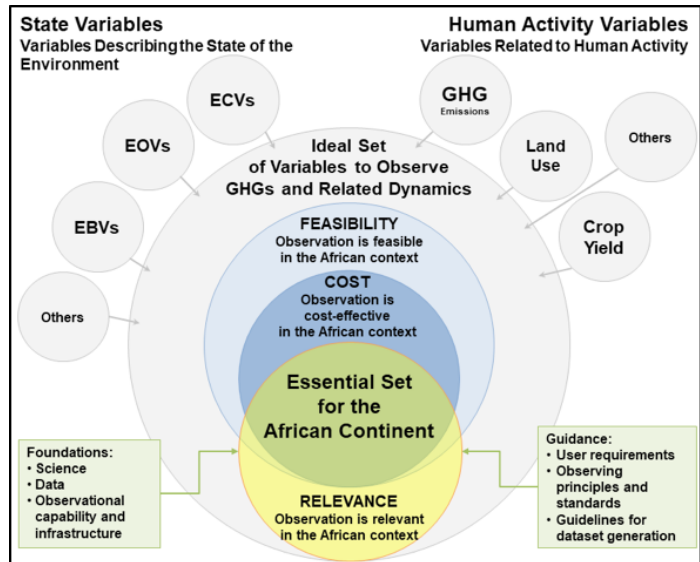 State Variables
Variables Describing the State of the
Environment
Human Activity Variables
Variables Related to Human Activity
ECVs
EOVs
EBVs
Others
GHG
Emissions
Land
Use
Others
Crop
Yield
Ideal Set
of Variables to Observe
GHGs and Related Dynamics
FEASIBILITY
Observation is feasible
in the African context
COST
Observation is
cost-effective
in the African context
Essential Set
for the
African Continent
RELEVANCE
Observation is relevant
in the African context
Foundations:
• Science
• Data
• Observational
capability and
infrastructure
Guidance:
• User requirements
• Observing
principles and
standards
• Guidelines for
dataset generation